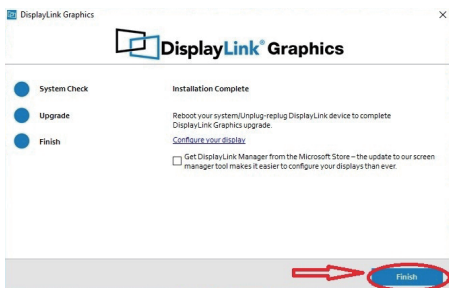 DisplayLink Graphics
DisplayLink® Graphics
System Check
Upgrade
Finish
Installation Complete
Reboot your system/Unplug-replug DisplayLink device to complete
DisplayLink Graphics upgrade.
Configure your display
Get DisplayLink Manager from the Microsoft Store – the update to our screen
manager tool makes it easier to configure your displays than ever.
Finish